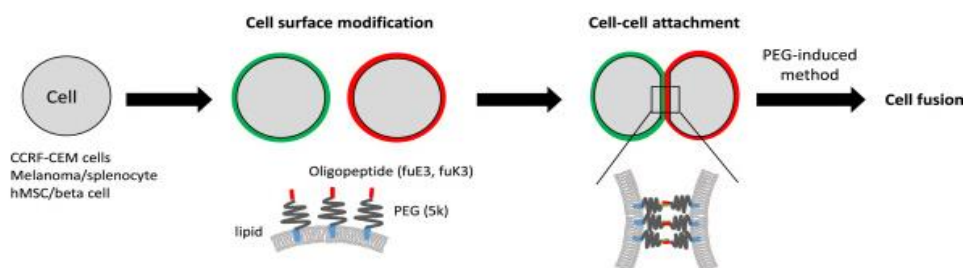 Cell surface modification
Cell-cell attachment
PEG-induced
method
Cell
Cell fusion
CCRF-CEM cells
Melanoma/splenocyte
hMSC/beta cell
Oligopeptide (fuE3, fuK3)
PEG (5k)
lipid